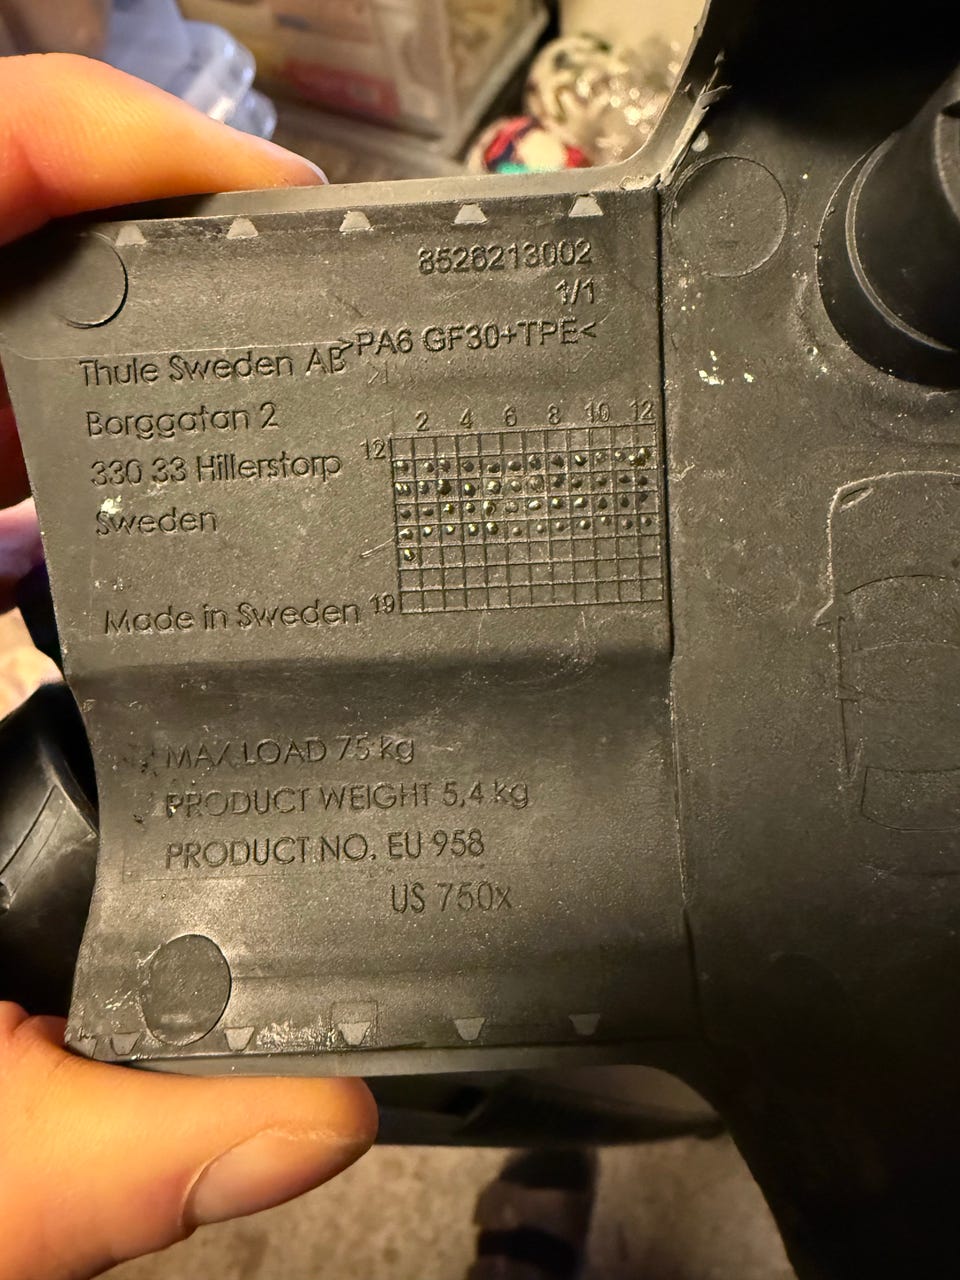 8526213002
1/1
>PA6 GF30+TPE<
Thule Sweden AB
Borggatan 2
330 33 Hillerstorp
Sweden
Made in Sweden
2 4 6 8 10 12
12
19
MAX LOAD 75 kg
PRODUCT WEIGHT 5,4 kg
PRODUCT NO. EU 958
US 750x